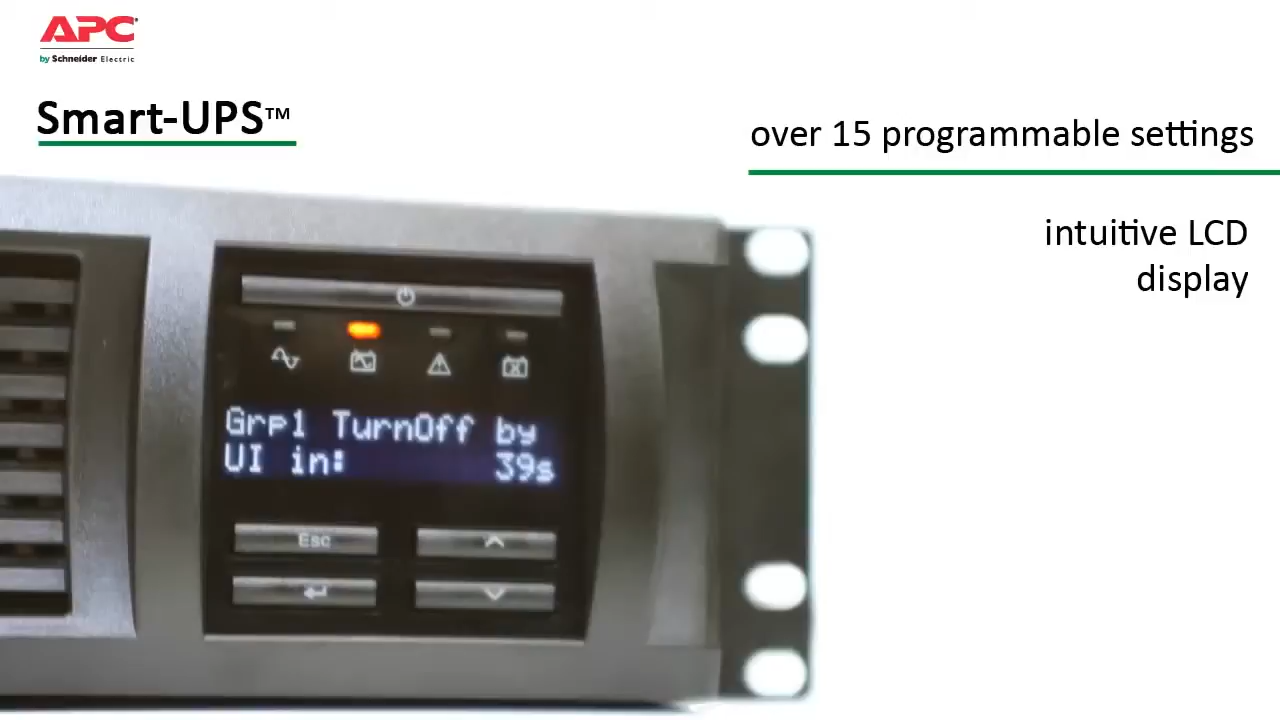 APC
by Schneider Electric
Smart-UPS™
over 15 programmable settings
intuitive LCD
display
Grp1 TurnOff by
UI in: 39s
Esc